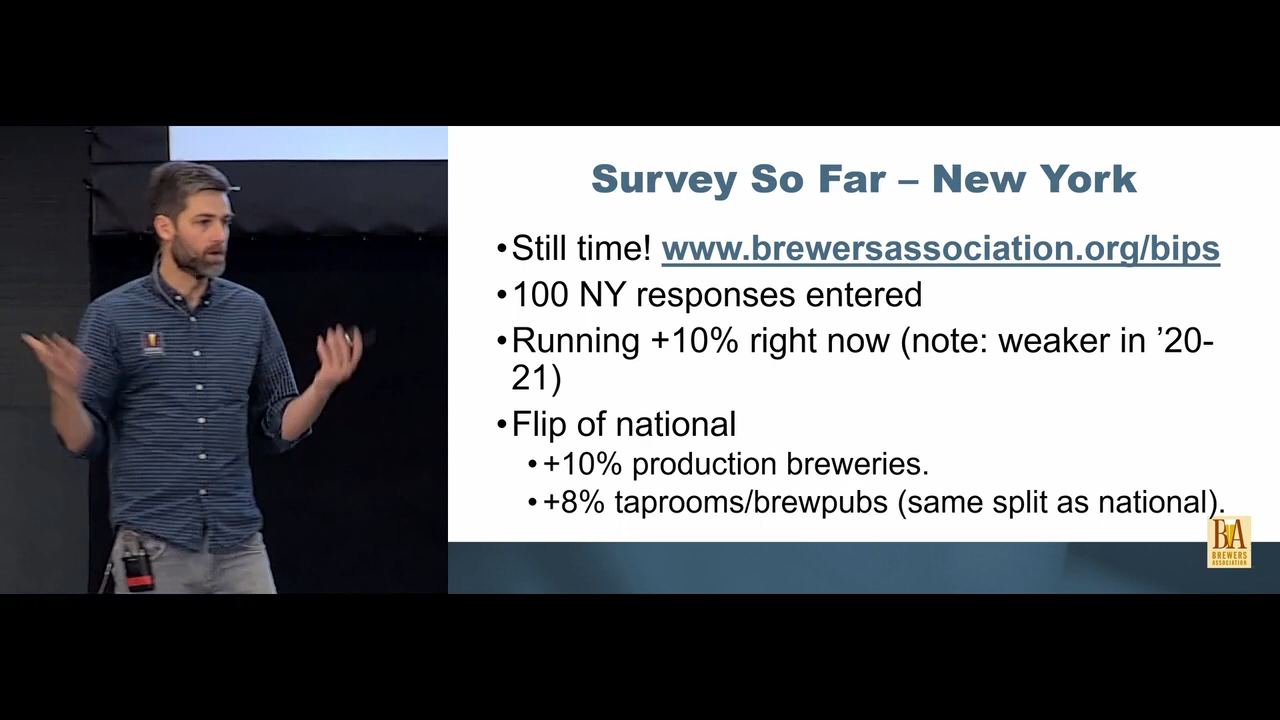 Survey So Far – New York
•Still time! www.brewersassociation.org/bips
•100 NY responses entered
•Running +10% right now (note: weaker in ’20-
21)
•Flip of national
•+10% production breweries.
•+8% taprooms/brewpubs (same split as national).
BA
BREWERS
ASSOCIATION